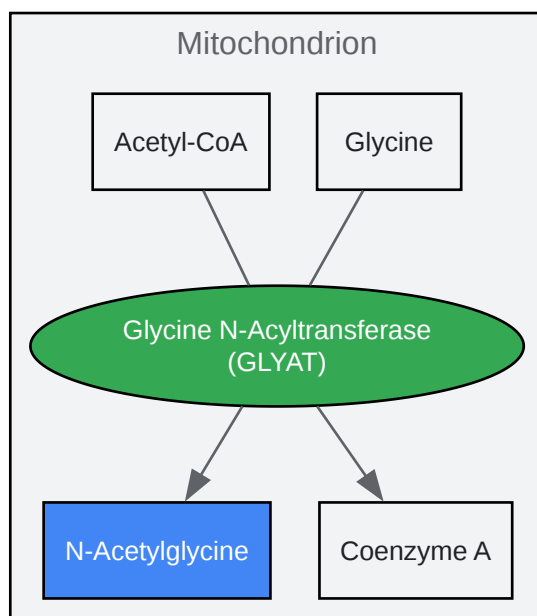 Mitochondrion
Acetyl-CoA
Glycine
Glycine N-Acyltransferase
(GLYAT)
N-Acetylglycine
Coenzyme A